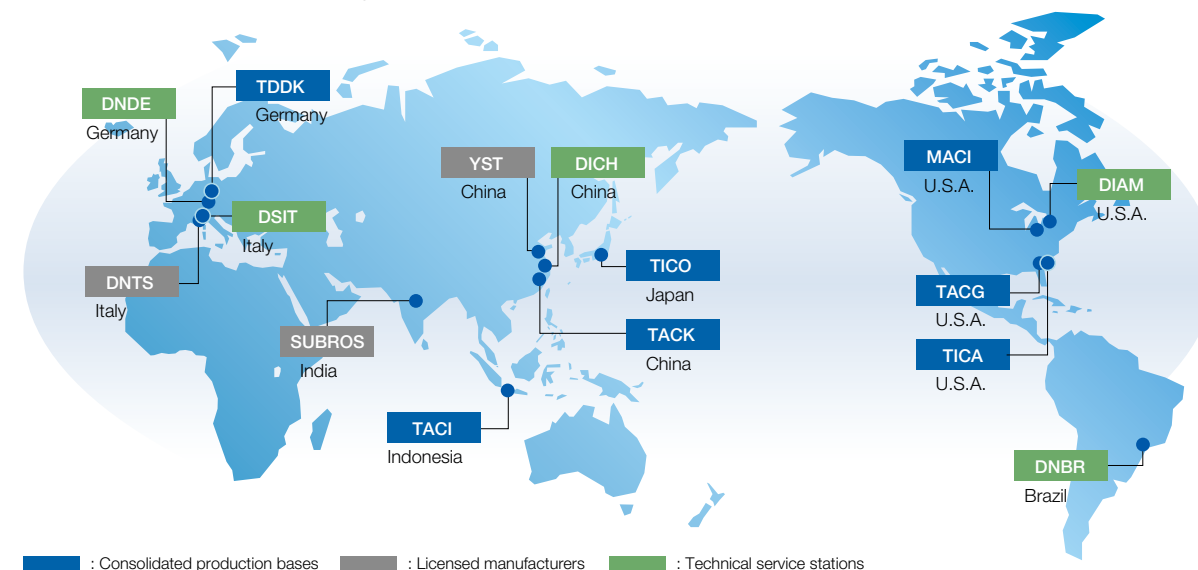 TDDK
Germany
DNDE
Germany
YST
China
DICH
China
MACI
U.S.A.
DIAM
U.S.A.
DSIT
Italy
DNTS
Italy
TICO
Japan
TACG
U.S.A.
SUBROS
India
TACK
China
TICA
U.S.A.
TACI
Indonesia
DNBR
Brazil
: Consolidated production bases
: Licensed manufacturers
: Technical service stations